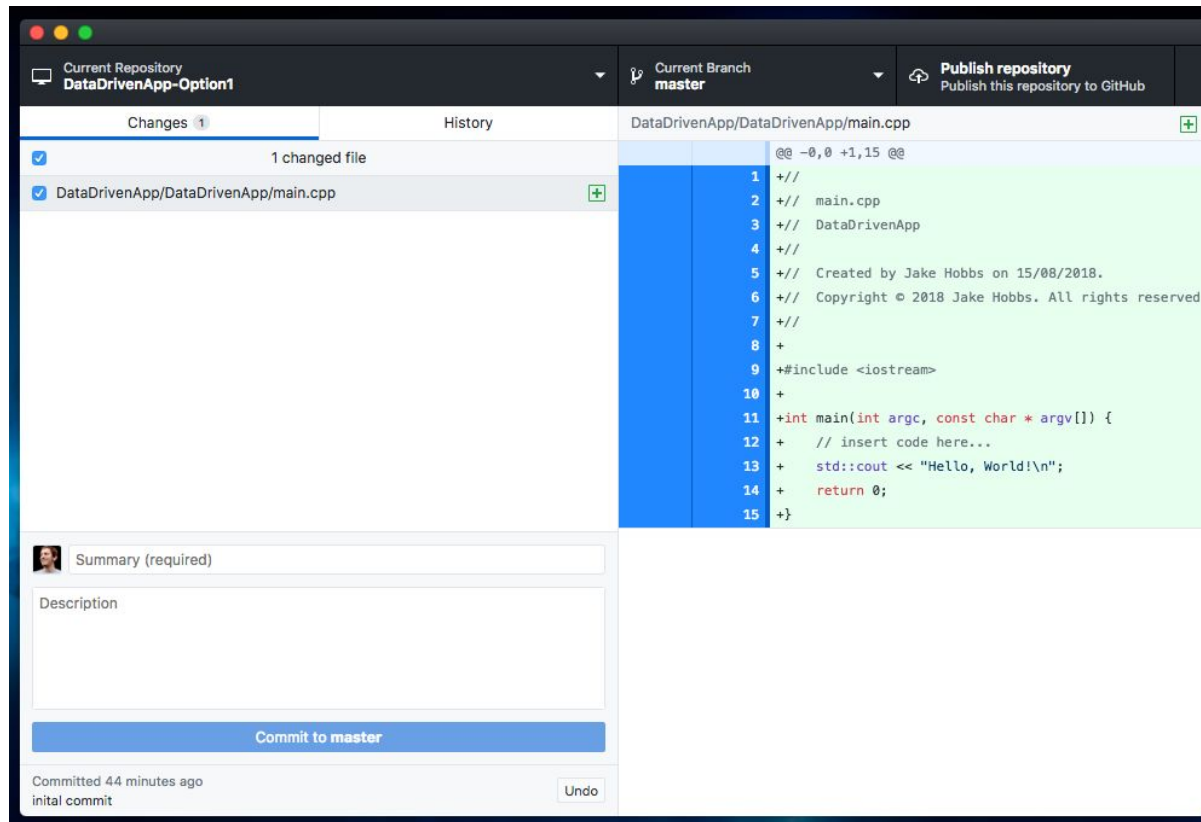 Current Repository
DataDrivenApp-Option1
Current Branch
master
Publish repository
Publish this repository to GitHub
Changes 1
History
1 changed file
DataDrivenApp/DataDrivenApp/main.cpp
Summary (required)
Description
Commit to master
Committed 44 minutes ago
inital commit
Undo
DataDrivenApp/DataDrivenApp/main.cpp
@@ -0,0 +1,15 @@
1 +//
2 +//  main.cpp
3 +//  DataDrivenApp
4 +//
5 +//  Created by Jake Hobbs on 15/08/2018.
6 +//  Copyright © 2018 Jake Hobbs. All rights reserved
7 +//
8 +
9 +#include <iostream>
10 +
11 +int main(int argc, const char * argv[]) {
12 +    // insert code here...
13 +    std::cout << "Hello, World!\n";
14 +    return 0;
15 +}